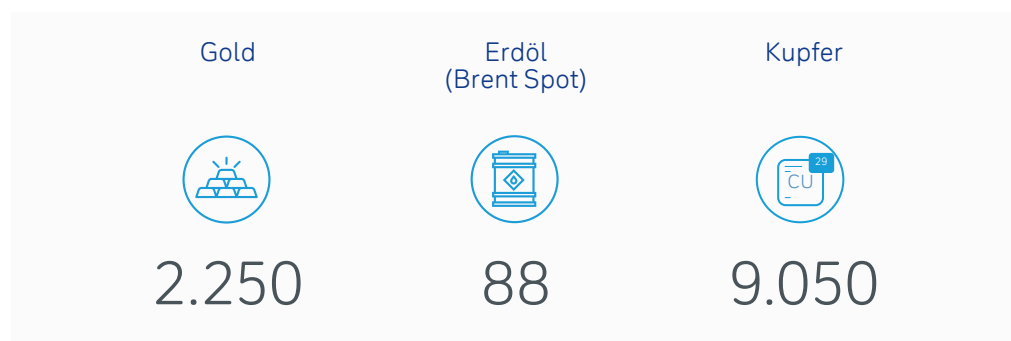 Gold
Erdöl
(Brent Spot)
Kupfer
29
CU
2.250
88
9.050